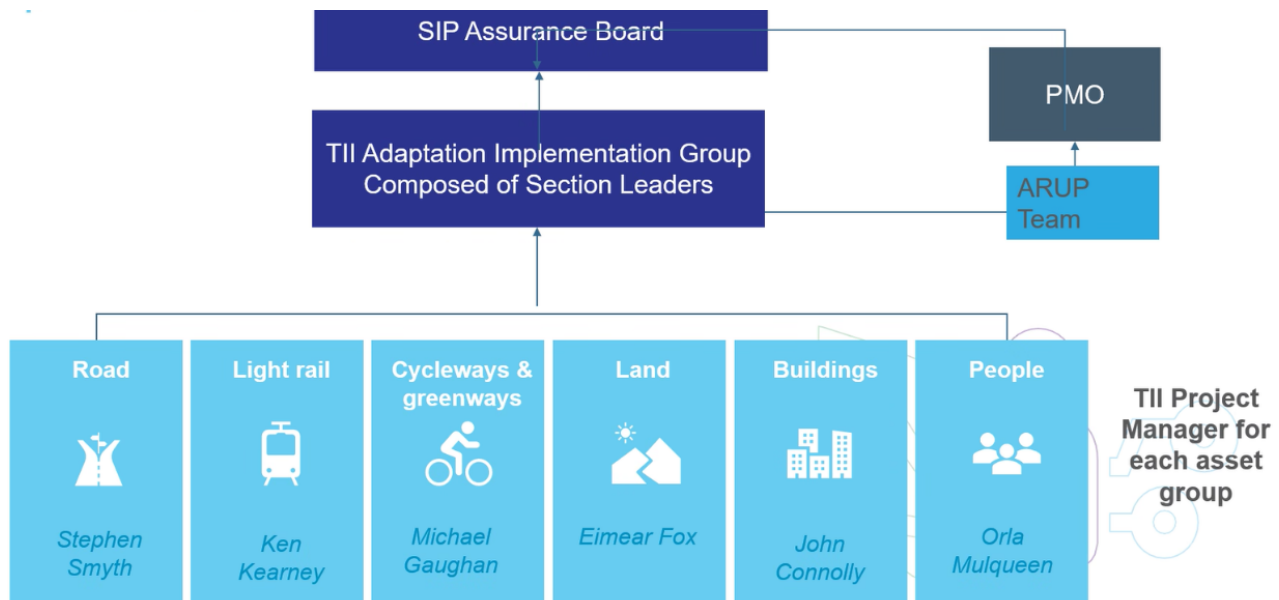 SIP Assurance Board
PMO
TII Adaptation Implementation Group
Composed of Section Leaders
ARUP
Team
Road
Light rail
Cycleways &
greenways
Land
Buildings
People
TII Project
Manager for
each asset
group
Stephen
Smyth
Ken
Kearney
Michael
Gaughan
Eimear Fox
John
Connolly
Orla
Mulqueen